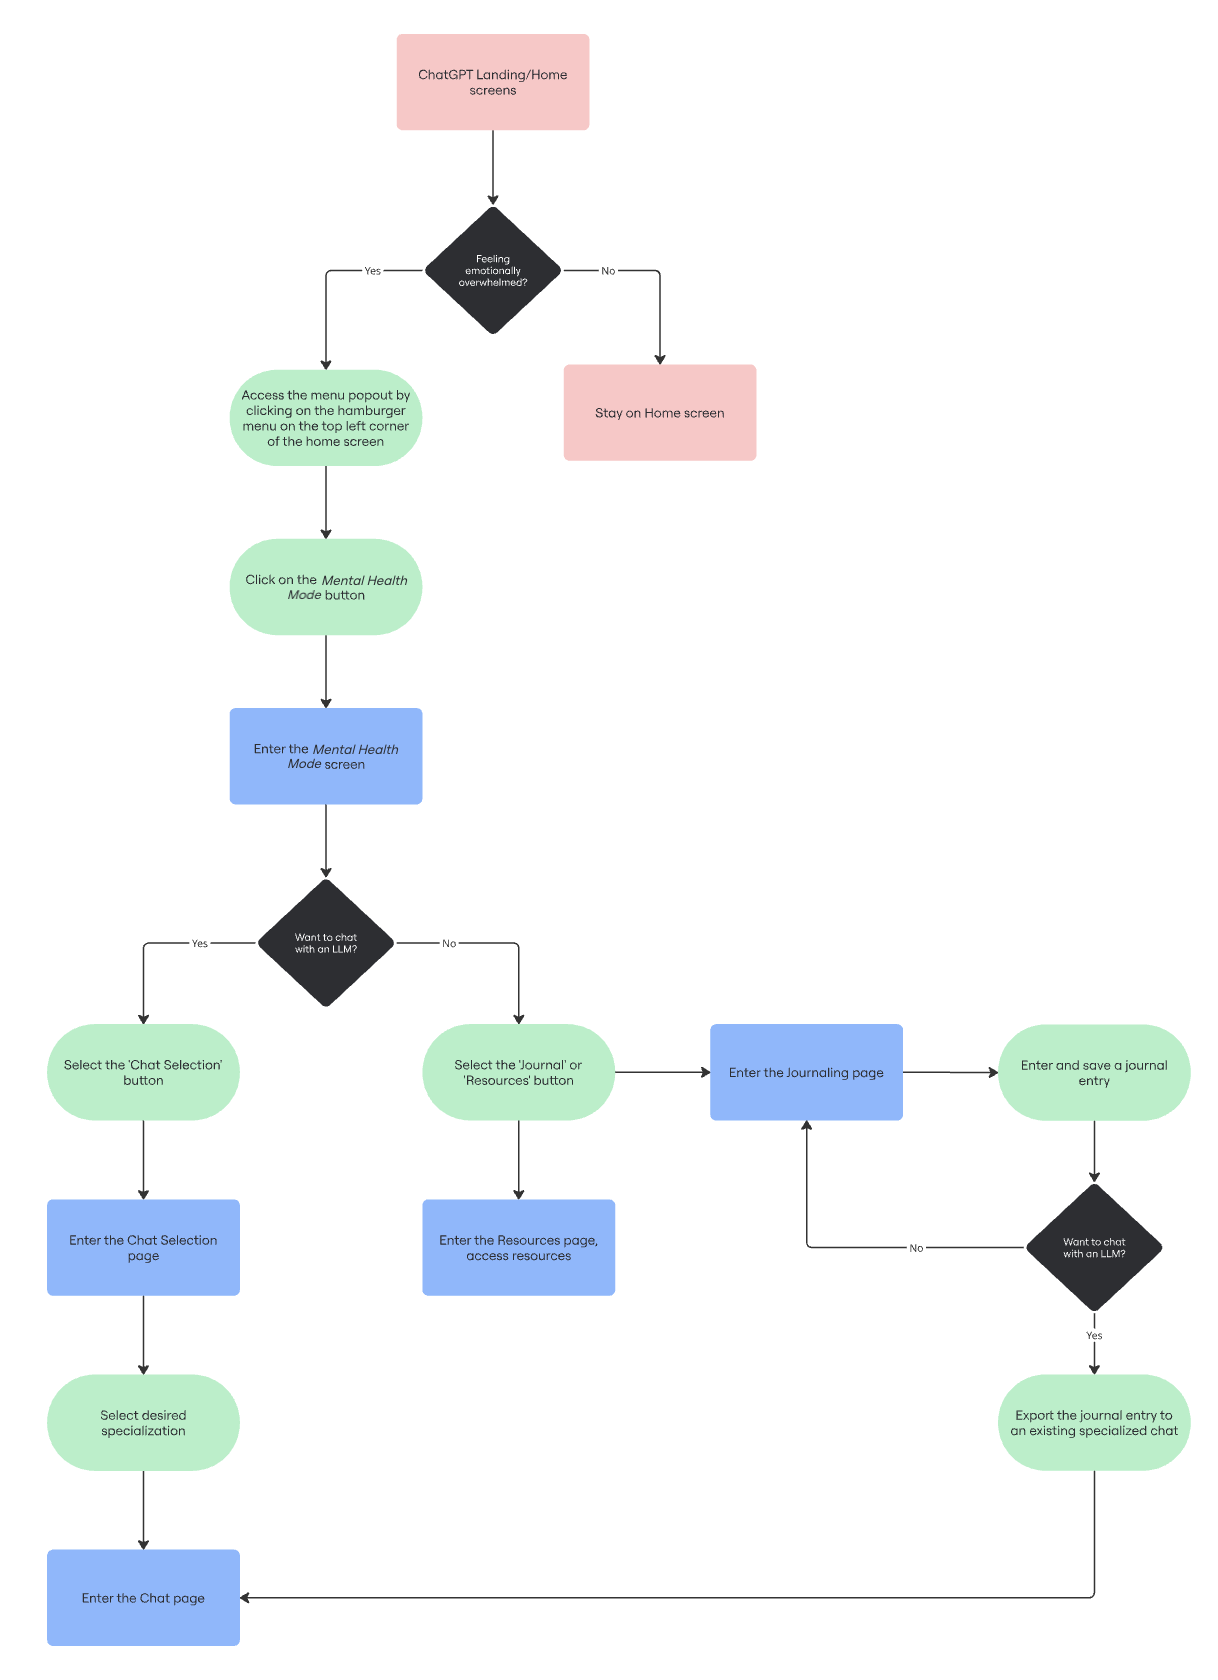 ChatGPT Landing/Home
screens
Feeling
emotionally
overwhelmed?
Yes
No
Access the menu popout by
clicking on the hamburger
menu on the top left corner
of the home screen
Stay on Home screen
Click on the Mental Health
Mode button
Enter the Mental Health
Mode screen
Want to chat
with an LLM?
Yes
No
Select the 'Chat Selection'
button
Select the 'Journal' or
'Resources' button
Enter the Journaling page
Enter and save a journal
entry
Enter the Chat Selection
page
Enter the Resources page,
access resources
No
Want to chat
with an LLM?
Yes
Select desired
specialization
Export the journal entry to
an existing specialized chat
Enter the Chat page